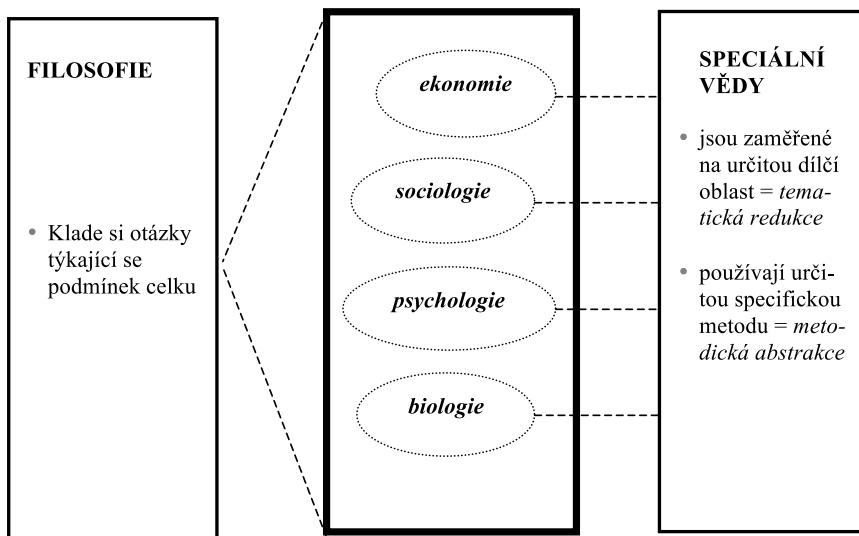 FILOSOFIE
• Klade si otázky
týkající se
podmínek celku
ekonomie
sociologie
psychologie
biologie
SPECIÁLNÍ
VĚDY
• jsou zaměřené
na určitou dílčí
oblast = tema-
tická redukce
• používají urči-
tou specifickou
metodu = meto-
dická abstrakce